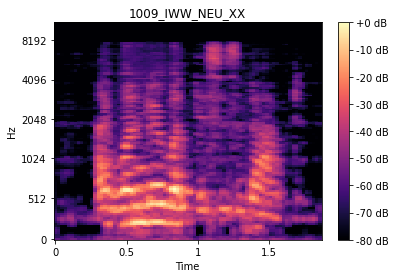 1009_IWW_NEU_XX
+0 dB
8192
-10 dB
4096
-20 dB
-30 dB
2048
-40 dB
Hz
1024
-50 dB
512
-60 dB
-70 dB
0
-80 dB
0
0.5
1
1.5
Time